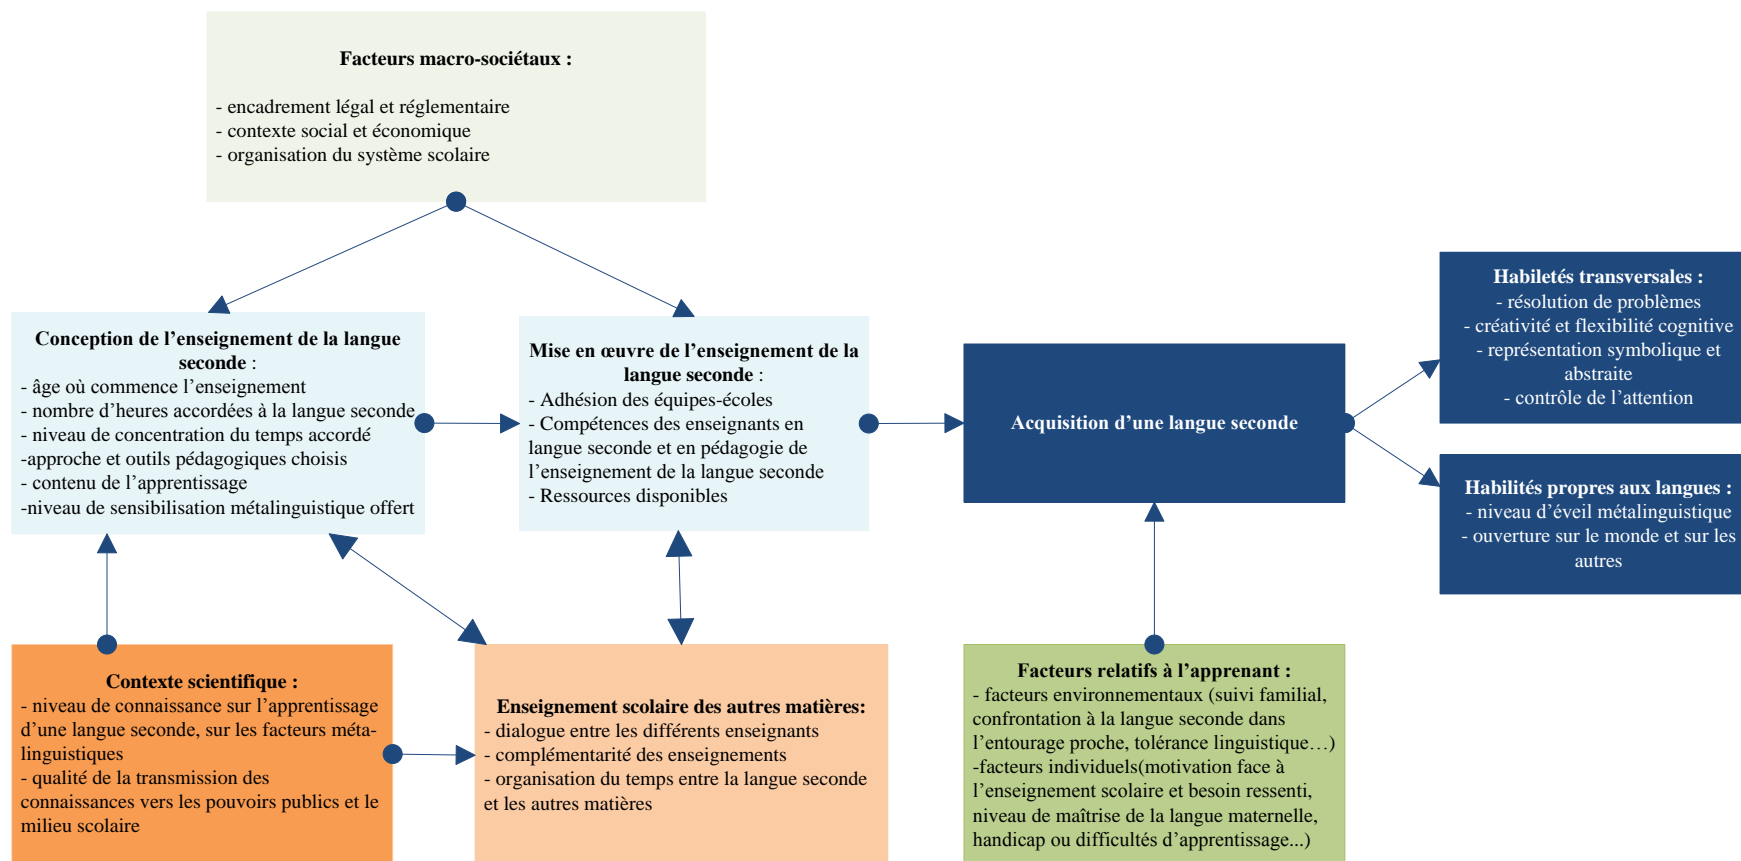 Facteurs macro-sociétaux :
- encadrement légal et réglementaire
- contexte social et économique
- organisation du système scolaire
Conception de l’enseignement de la langue
seconde :
- âge où commence l’enseignement
- nombre d’heures accordées à la langue seconde
- niveau de concentration du temps accordé
-approche et outils pédagogiques choisis
- contenu de l’apprentissage
-niveau de sensibilisation métalinguistique offert
Mise en œuvre de l’enseignement de la
langue seconde :
- Adhésion des équipes-écoles
- Compétences des enseignants en
langue seconde et en pédagogie de
l’enseignement de la langue seconde
- Ressources disponibles
Acquisition d’une langue seconde
Habiletés transversales :
- résolution de problèmes
- créativité et flexibilité cognitive
- représentation symbolique et
abstraite
- contrôle de l’attention
Habilités propres aux langues :
- niveau d’éveil métalinguistique
- ouverture sur le monde et sur les
autres
Contexte scientifique :
- niveau de connaissance sur l’apprentissage
d’une langue seconde, sur les facteurs méta-
linguistiques
- qualité de la transmission des
connaissances vers les pouvoirs publics et le
milieu scolaire
Enseignement scolaire des autres matières:
- dialogue entre les différents enseignants
- complémentarité des enseignements
- organisation du temps entre la langue seconde
et les autres matières
Facteurs relatifs à l’apprenant :
- facteurs environnementaux (suivi familial,
confrontation à la langue seconde dans
l’entourage proche, tolérance linguistique…)
-facteurs individuels(motivation face à
l’enseignement scolaire et besoin ressenti,
niveau de maîtrise de la langue maternelle,
handicap ou difficultés d’apprentissage...)